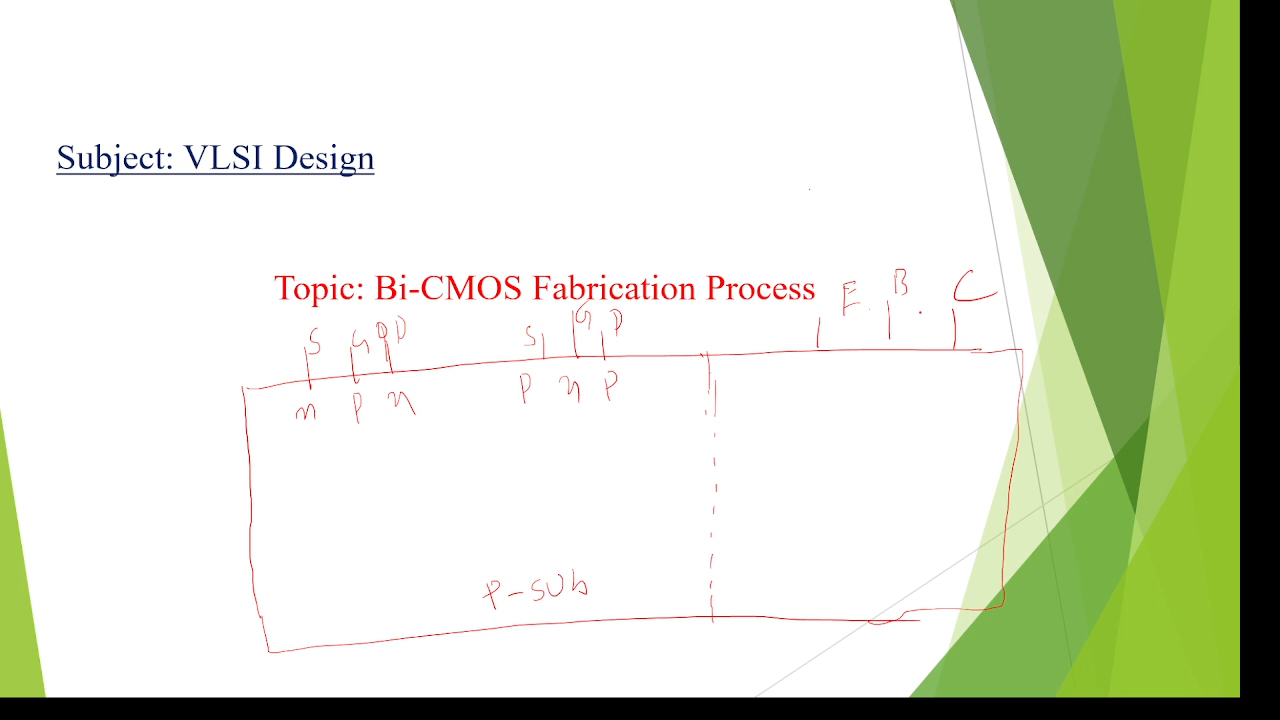 Subject: VLSI Design
Topic: Bi-CMOS Fabrication Process
E B C
S G D D S G P
n P n P n P
P-sub